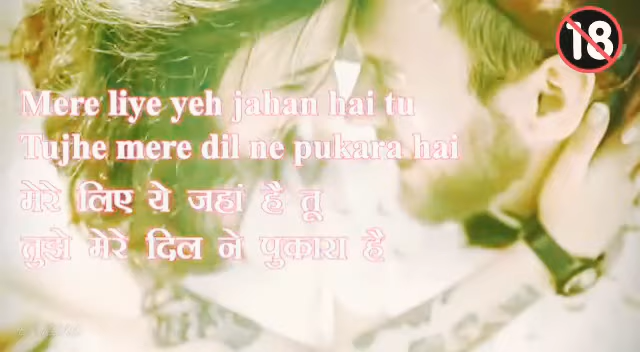 18
Mere liye yeh jahan hai tu
Tujhe mere dil ne pukara hai
मेरे लिए ये जहां है तू
तुझे मेरे दिल ने पुकारा है